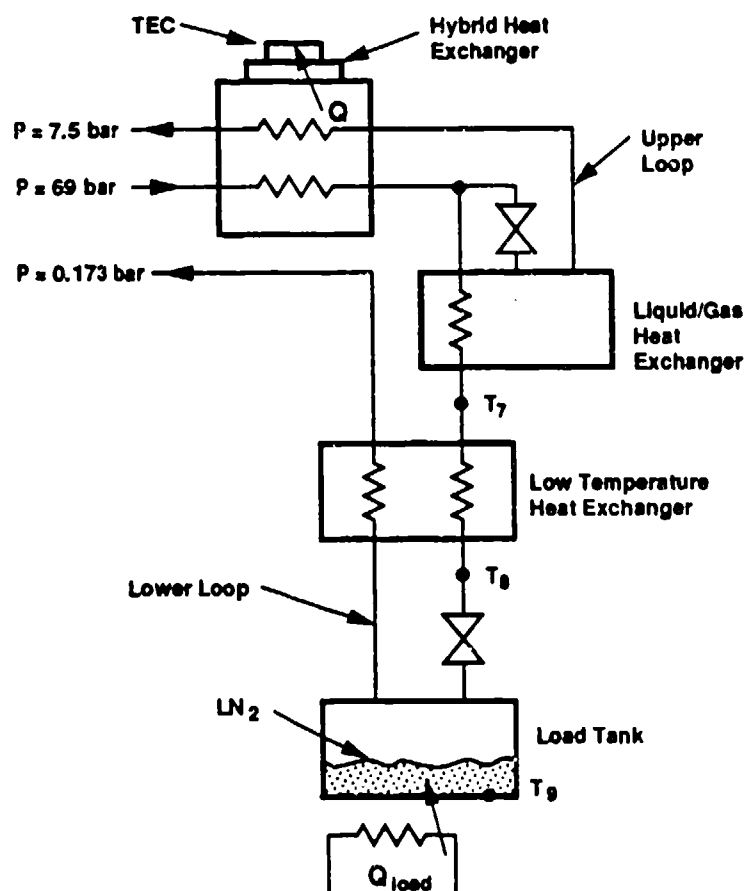 TEC
Hybrid Heat
Exchanger
Q
P = 7.5 bar
Upper
Loop
P = 69 bar
P = 0.173 bar
Liquid/Gas
Heat
Exchanger
T7
Low Temperature
Heat Exchanger
T8
Lower Loop
LN2
Load Tank
T9
Qload